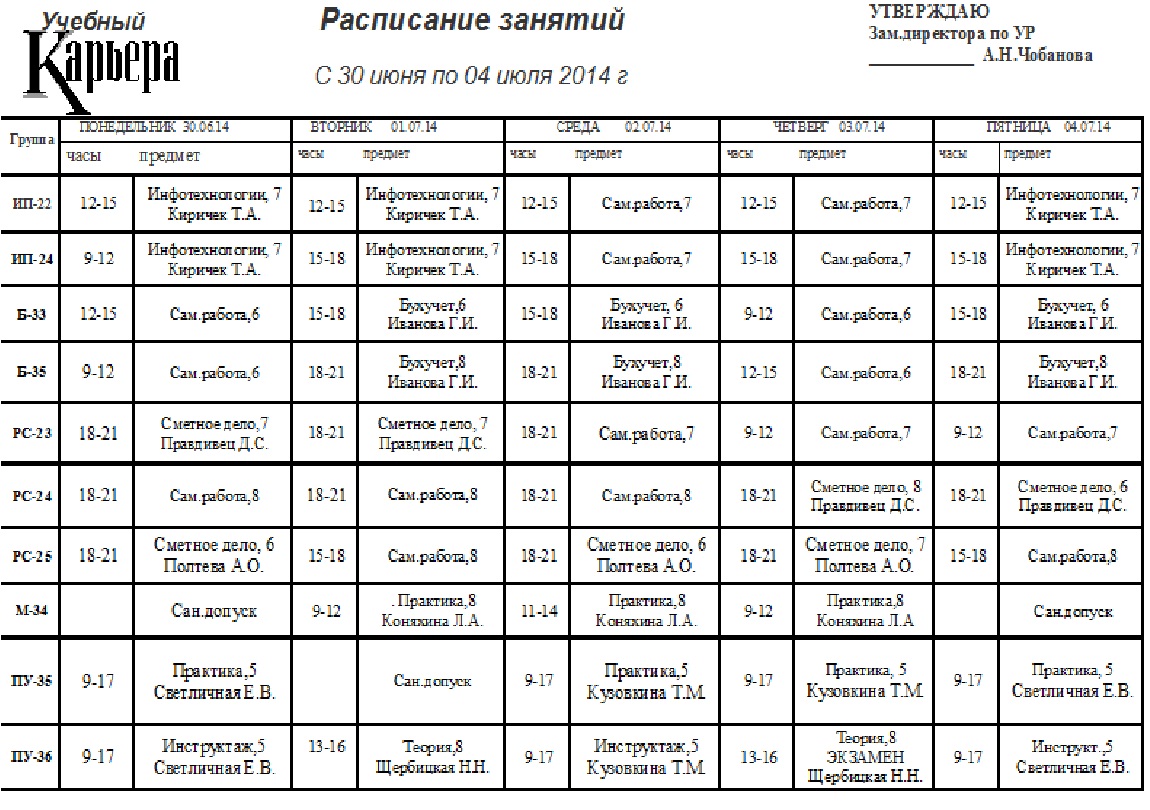 Учебный
Карьера
Расписание занятий
С 30 июня по 04 июля 2014 г
УТВЕРЖДАЮ
Зам.директора по УР
____________ А.Н.Чобанова
Группа ПОНЕДЕЛЬНИК 30.06.14 ВТОРНИК 01.07.14 СРЕДА 02.07.14 ЧЕТВЕРГ 03.07.14 ПЯТНИЦА 04.07.14
часы предмет часы предмет часы предмет часы предмет часы предмет
ИП-22 12-15 Инфотехнологии, 7 Киричек Т.А. 12-15 Инфотехнологии, 7 Киричек Т.А. 12-15 Сам.работа,7 12-15 Сам.работа,7 12-15 Инфотехнологии, 7 Киричек Т.А.
ИП-24 9-12 Инфотехнологии, 7 Киричек Т.А. 15-18 Инфотехнологии, 7 Киричек Т.А. 15-18 Сам.работа,7 15-18 Сам.работа,7 15-18 Инфотехнологии, 7 Киричек Т.А.
Б-33 12-15 Сам.работа,6 15-18 Бухучет,6 Иванова Г.И. 15-18 Бухучет, 6 Иванова Г.И. 9-12 Сам.работа,6 15-18 Бухучет, 6 Иванова Г.И.
Б-35 9-12 Сам.работа,6 18-21 Бухучет,8 Иванова Г.И. 18-21 Бухучет,8 Иванова Г.И. 12-15 Сам.работа,6 18-21 Бухучет,8 Иванова Г.И.
РС-23 18-21 Сметное дело,7 Правдивец Д.С. 18-21 Сметное дело, 7 Правдивец Д.С. 18-21 Сам.работа,7 9-12 Сам.работа,7 9-12 Сам.работа,7
РС-24 18-21 Сам.работа,8 18-21 Сам.работа,8 18-21 Сам.работа,8 18-21 Сметное дело, 8 Правдивец Д.С. 18-21 Сметное дело, 6 Правдивец Д.С.
РС-25 18-21 Сметное дело, 6 Полтева А.О. 15-18 Сам.работа,8 18-21 Сметное дело, 6 Полтева А.О. 18-21 Сметное дело, 7 Полтева А.О. 15-18 Сам.работа,8
М-34 Сан.допуск 9-12 . Практика,8 Коняхина Л.А. 11-14 Практика,8 Коняхина Л.А. 9-12 Практика,8 Коняхина Л.А Сан.допуск
ПУ-35 9-17 Практика,5 Светличная Е.В. Сан.допуск 9-17 Практика,5 Кузовкина Т.М. 9-17 Практика, 5 Кузовкина Т.М. 9-17 Практика, 5 Светличная Е.В.
ПУ-36 9-17 Инструктаж,5 Светличная Е.В. 13-16 Теория,8 Щербицкая Н.Н. 9-17 Инструктаж,5 Кузовкина Т.М. 13-16 Теория,8 ЭКЗАМЕН Щербицкая Н.Н. 9-17 Инструкт.,5 Светличная Е.В.